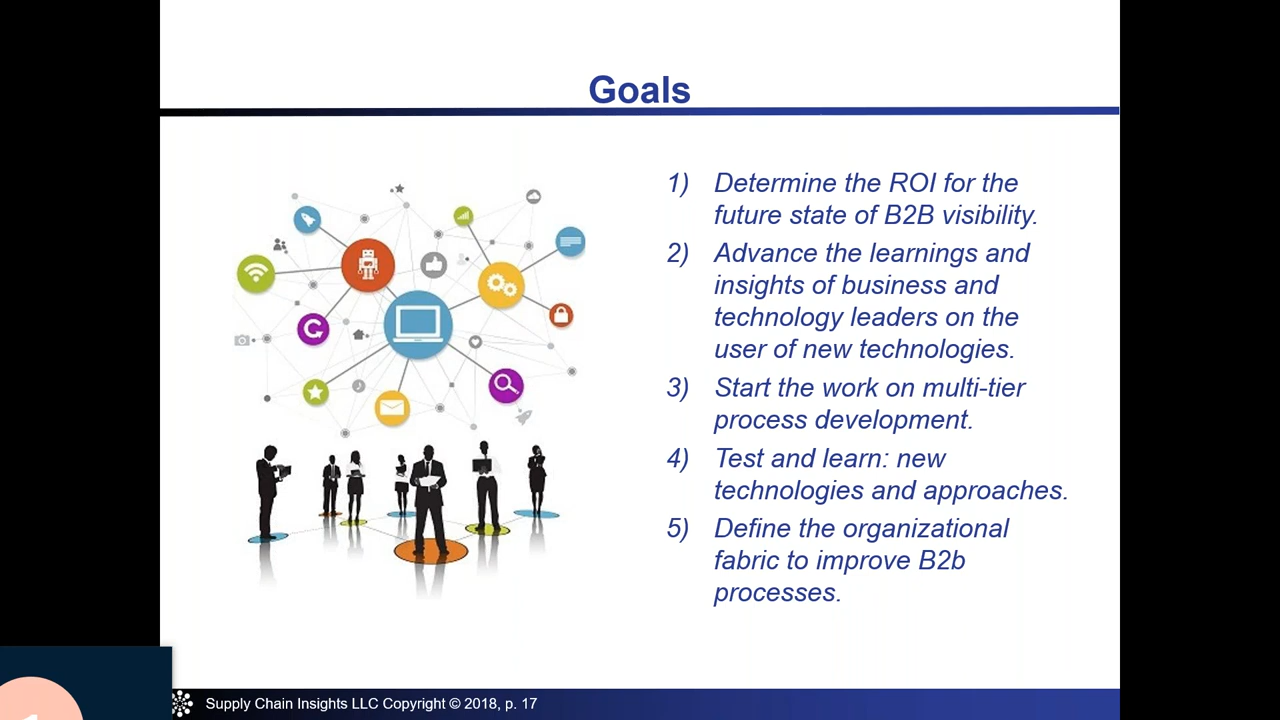 Goals
1) Determine the ROI for the
future state of B2B visibility.
2) Advance the learnings and
insights of business and
technology leaders on the
user of new technologies.
3) Start the work on multi-tier
process development.
4) Test and learn: new
technologies and approaches.
5) Define the organizational
fabric to improve B2b
processes.
Supply Chain Insights LLC Copyright © 2018, p. 17